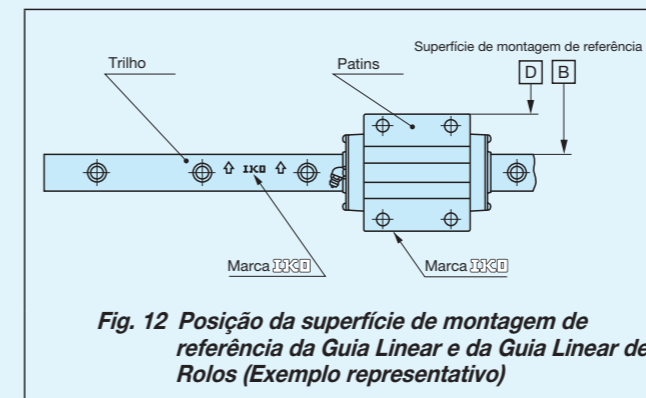 Superfície de montagem de referência
Trilho
Patins
D B
IKO
Marca IKO
Marca IKO
Fig. 12 Posição da superfície de montagem de
referência da Guia Linear e da Guia Linear de
Rolos (Exemplo representativo)